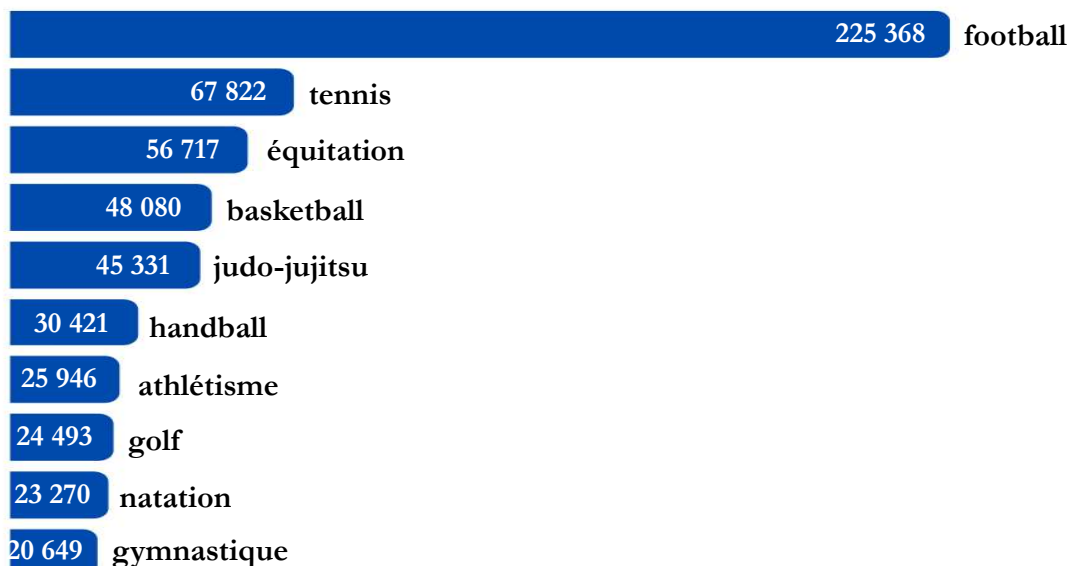 225 368 football
67 822 tennis
56 717 équitation
48 080 basketball
45 331 judo-jujitsu
30 421 handball
25 946 athlétisme
24 493 golf
23 270 natation
20 649 gymnastique